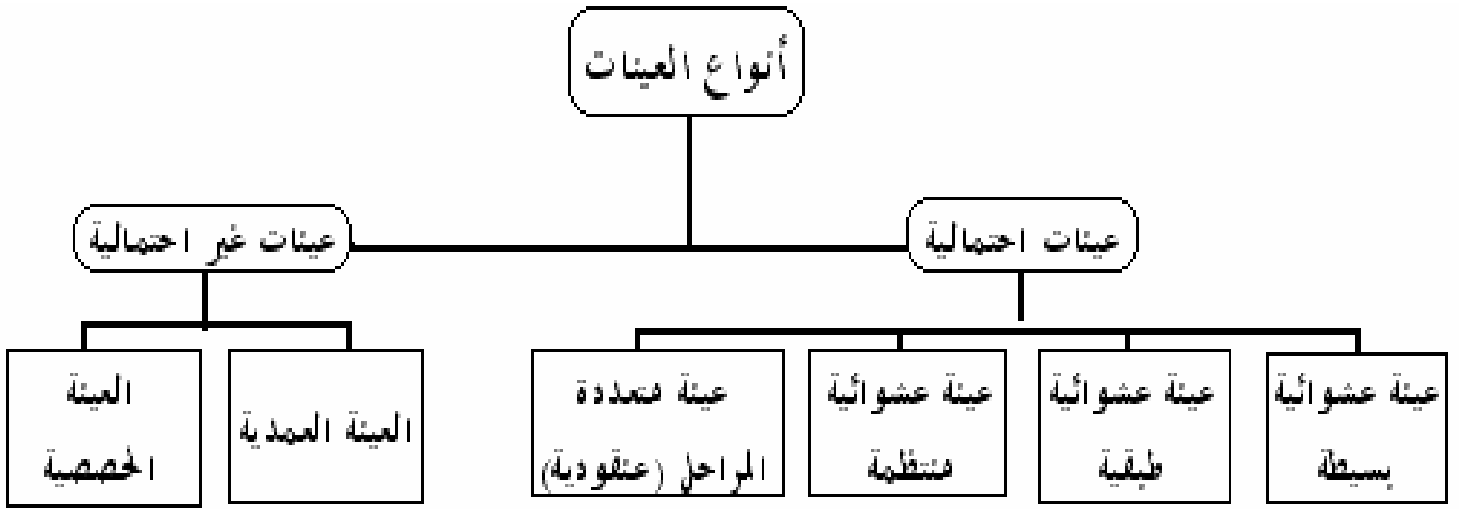 أنواع العينات
عينات احتمالية
عينات غير احتمالية
عينة عشوائية
بسيطة
عينة عشوائية
طبقية
عينة عشوائية
منتظمة
عينة متعددة
المراحل (عنقودية)
العينة العمدية
العينة
الحصصية